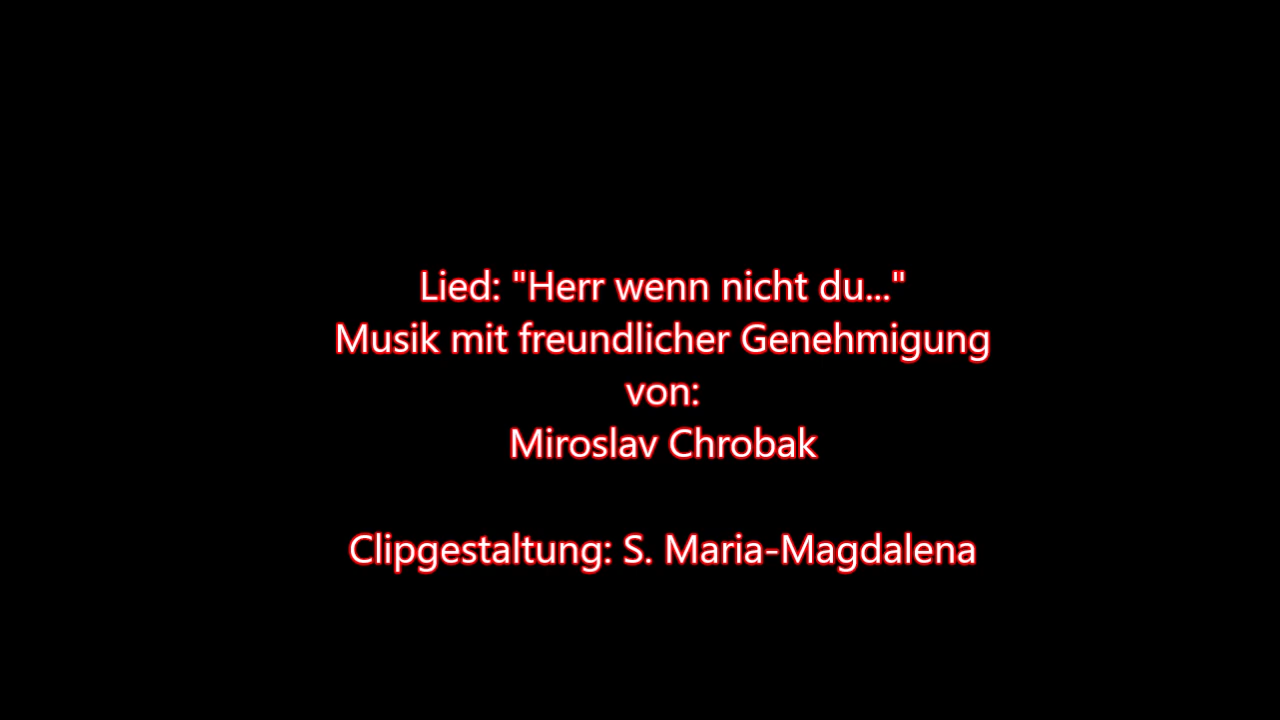 Lied: "Herr wenn nicht du..."
Musik mit freundlicher Genehmigung
von:
Miroslav Chrobak
Clipgestaltung: S. Maria-Magdalena